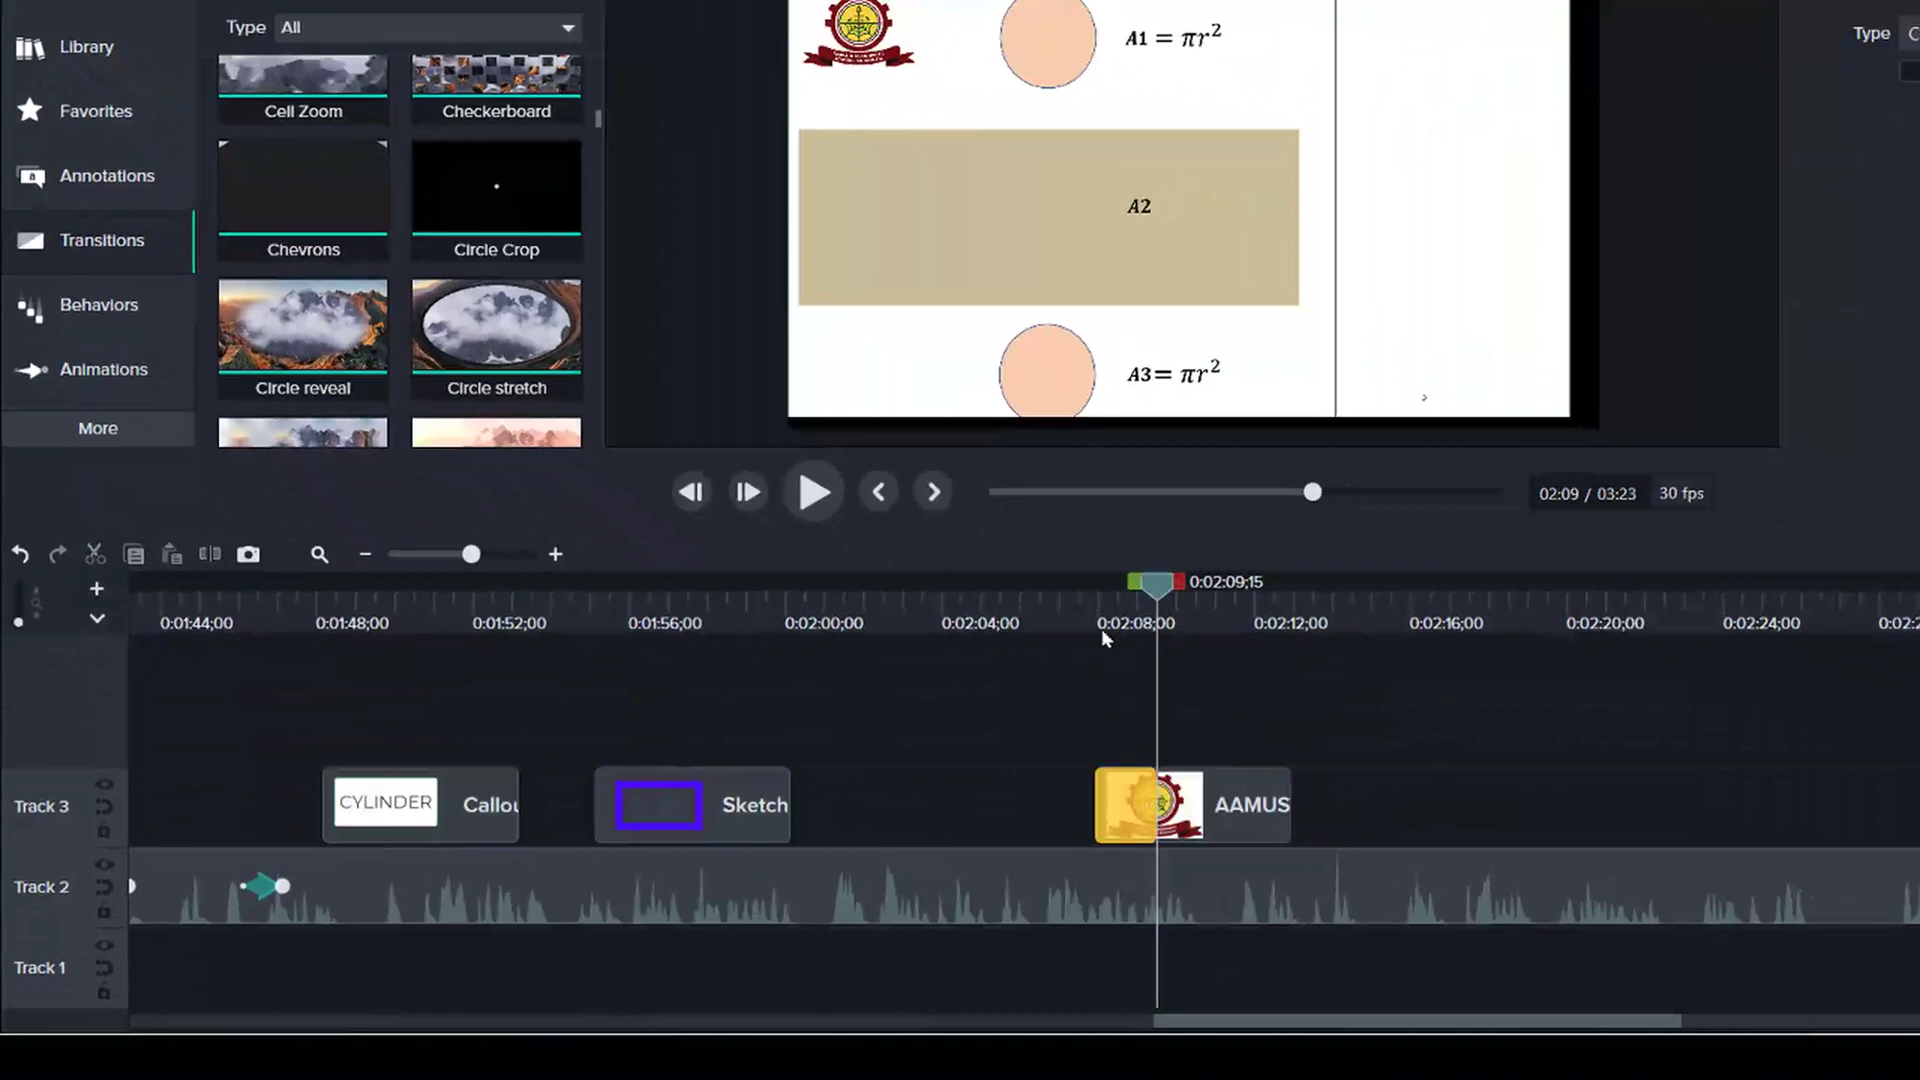 Library
Favorites
Annotations
Transitions
Behaviors
Animations
More
Type All
Cell Zoom
Checkerboard
Chevrons
Circle Crop
Circle reveal
Circle stretch
A1 = πr²
A2
A3= πr²
Type
02:09 / 03:23 30 fps
0:02:09;15
0:01:44;00 0:01:48;00 0:01:52;00 0:01:56;00 0:02:00;00 0:02:04;00 0:02:08;00 0:02:12;00 0:02:16;00 0:02:20;00 0:02:24;00 0:02:2
Track 3
CYLINDER Callou
Sketch
AAMUS
Track 2
Track 1